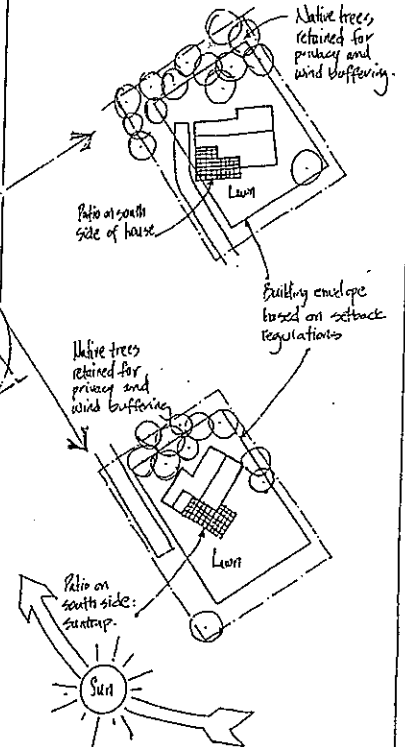 Native trees,
retained for
privacy and
wind buffering.
Patio on south
side of house
Lawn
Building envelope
based on setback
regulations
Native trees
retained for
privacy and
wind buffering
Lawn
Patio on
south side:
suntrap.
Sun